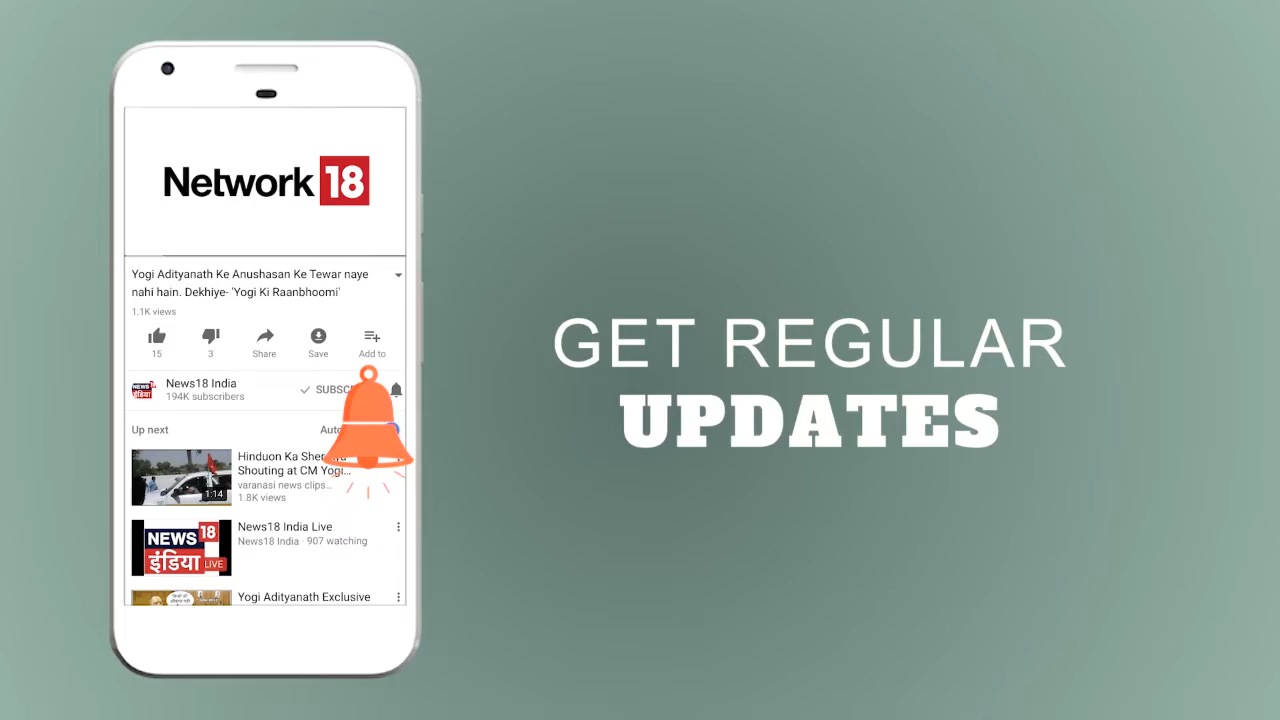 Network 18
Yogi Adityanath Ke Anushasan Ke Tewar naye
nahi hain. Dekhiye- 'Yogi Ki Raanbhoomi'
1.1K views
15 3 Share Save Add to
News18 India
194K subscribers
Up next
Hinduon Ka
Shouting at CM Yogi...
varanasi news clips...
1.8K views
1:14
News18 India Live
News18 India · 907 watching
NEWS 18
इंडिया LIVE
Yogi Adityanath Exclusive
GET REGULAR
UPDATES